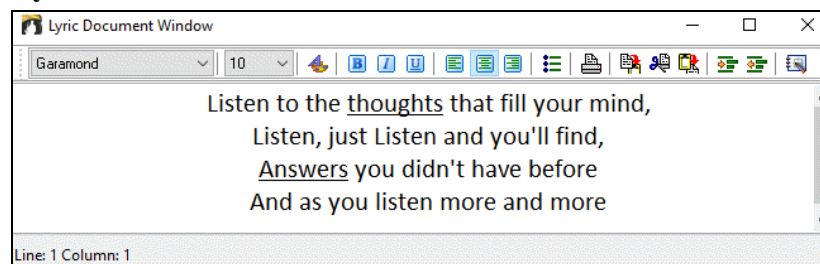 Lyric Document Window
Garamond 10 B I U
Listen to the thoughts that fill your mind,
Listen, just Listen and you'll find,
Answers you didn't have before
And as you listen more and more
Line: 1 Column: 1